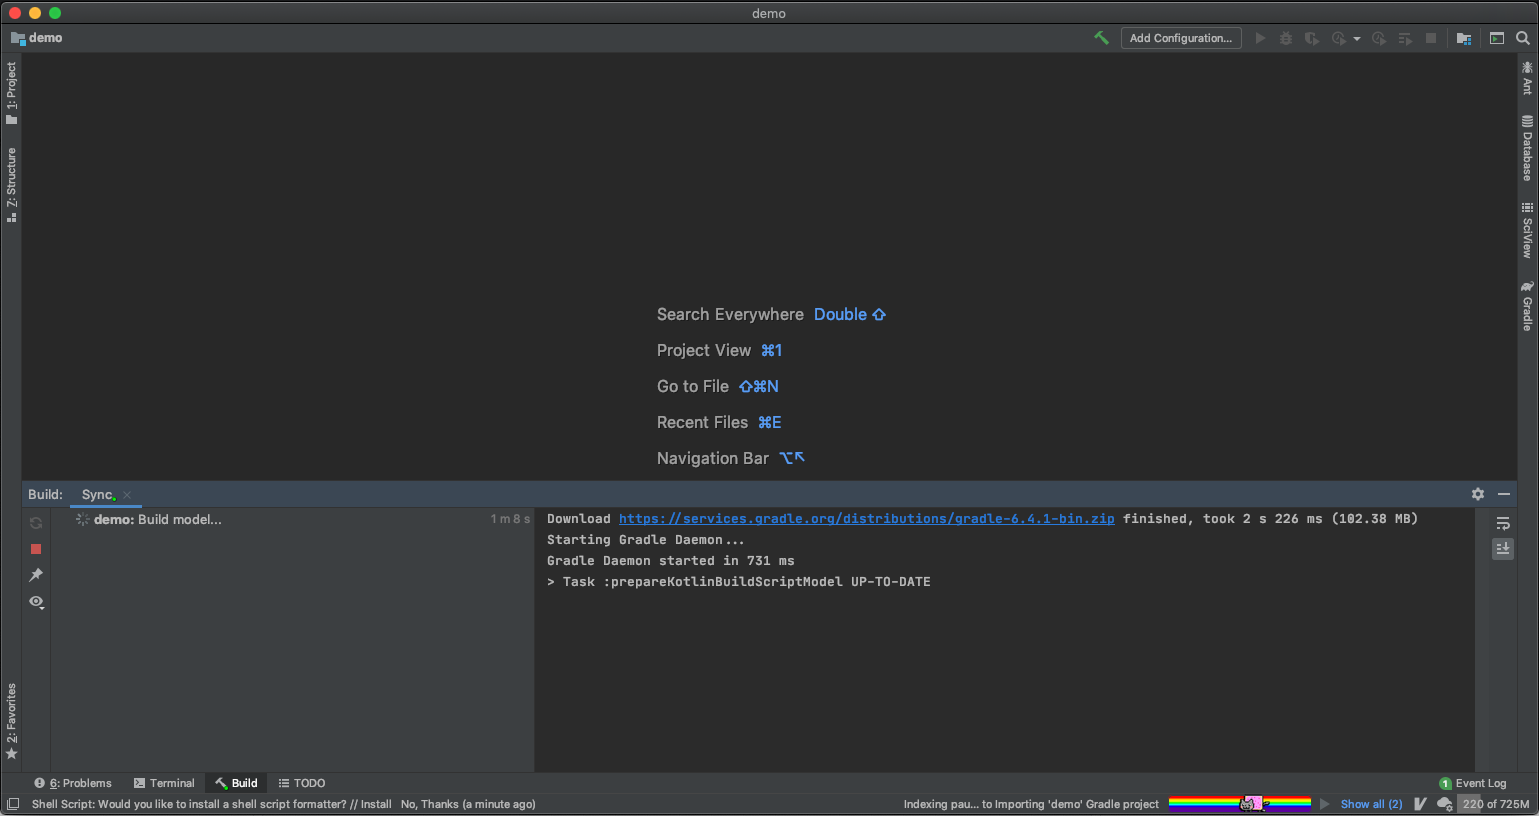 demo
demo
Add Configuration...
1: Project
Z: Structure
2: Favorites
Ant
Database
SciView
Gradle
Search Everywhere Double ⇧
Project View ⌘1
Go to File ⇧⌘N
Recent Files ⌘E
Navigation Bar ⌥↖
Build: Sync
demo: Build model... 1 m 8 s
Download https://services.gradle.org/distributions/gradle-6.4.1-bin.zip finished, took 2 s 226 ms (102.38 MB)
Starting Gradle Daemon...
Gradle Daemon started in 731 ms
> Task :prepareKotlinBuildScriptModel UP-TO-DATE
6: Problems Terminal Build TODO 1 Event Log
Shell Script: Would you like to install a shell script formatter? // Install No, Thanks (a minute ago) Indexing pau... to Importing 'demo' Gradle project Show all (2) 220 of 725M